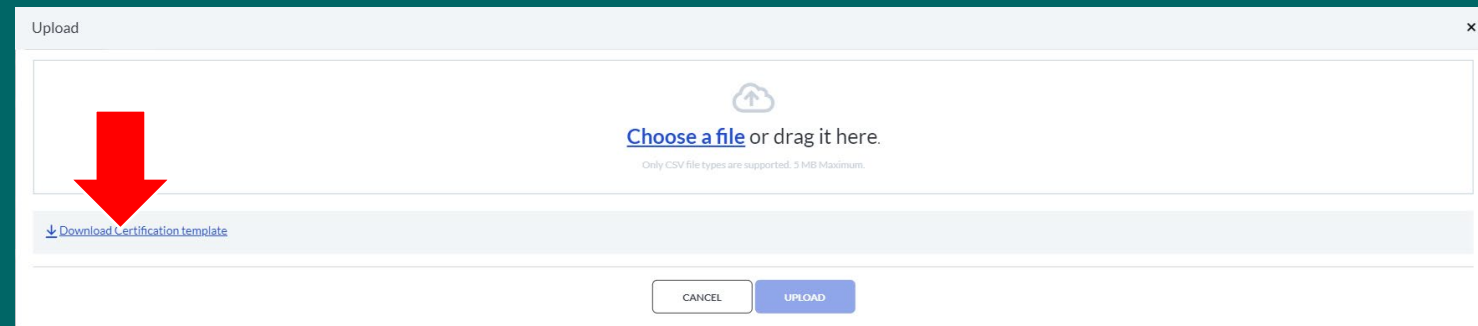 Upload
×
Choose a file or drag it here.
Only CSV file types are supported. 5 MB Maximum.
Download Certification template
CANCEL
UPLOAD